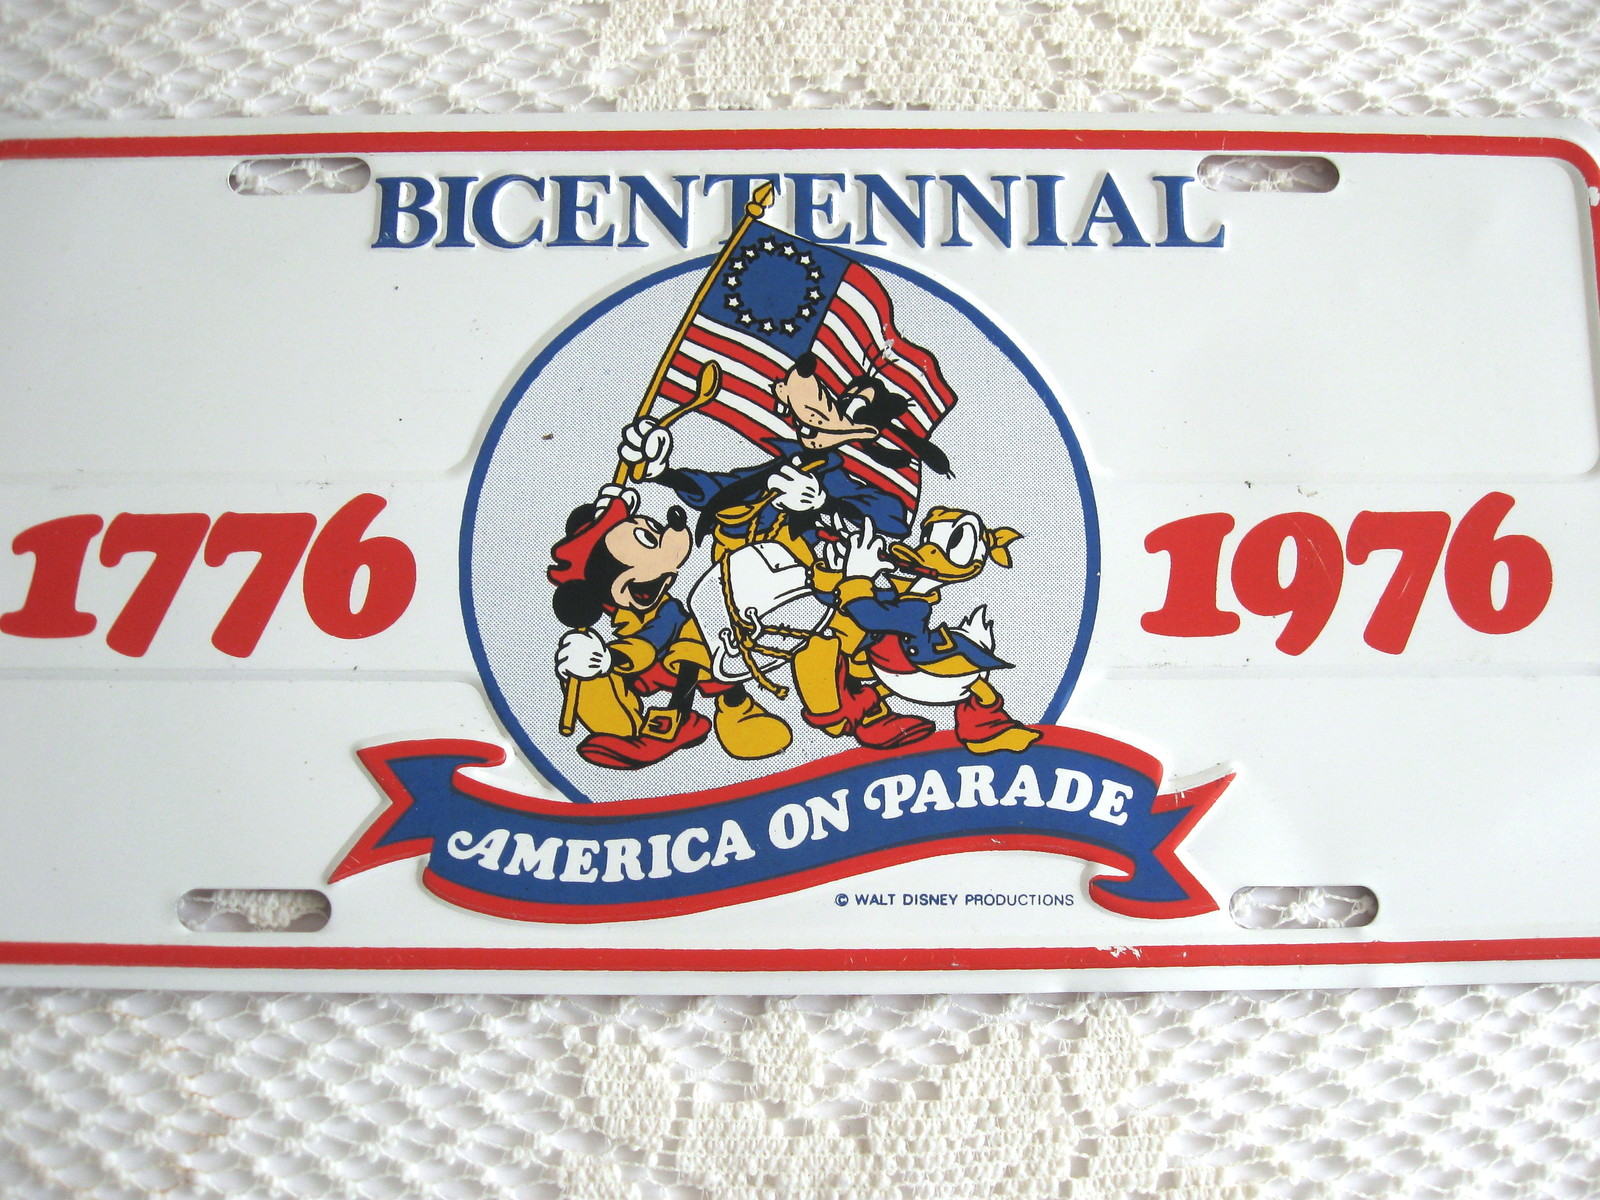 BICENTENNIAL
1776 1976
AMERICA ON PARADE
© WALT DISNEY PRODUCTIONS